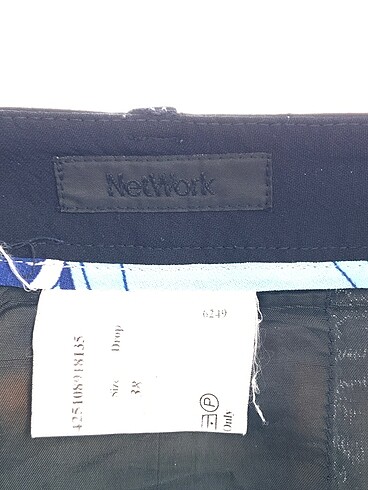 NetWork
6249
Drop
size 38
425108918135
P
Only